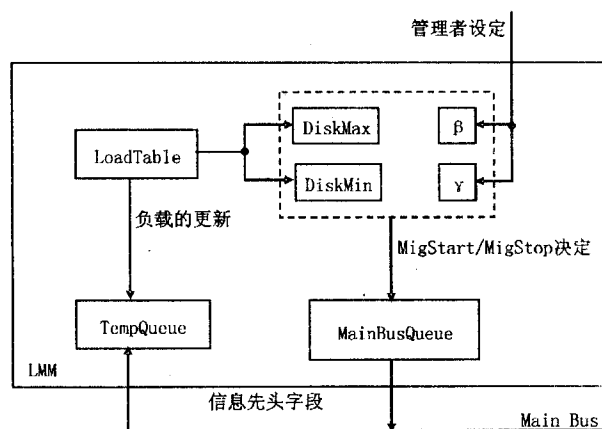 管理者设定
DiskMax
β
LoadTable
DiskMin
γ
负载的更新
MigStart/MigStop决定
TempQueue
MainBusQueue
LMM
信息先头字段
Main Bus